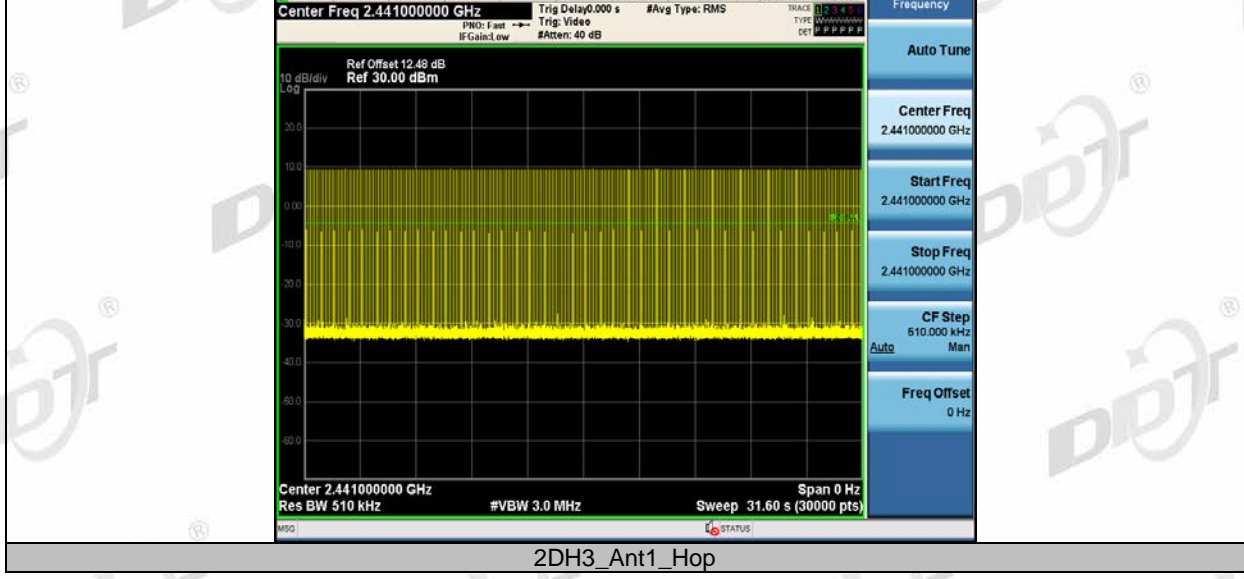 Center Freq 2.441000000 GHz
PNO: Fast
IFGain:Low
Trig Delay0.000 s
Trig: Video
#Atten: 40 dB
#Avg Type: RMS
TRACE 1 2 3 4 5 6
TYPE
DET P P P P P P
Frequency
Auto Tune
Ref Offset 12.48 dB
10 dB/div Ref 30.00 dBm
Log
20.0
10.0
0.00
-10.0
-20.0
-30.0
-40.0
-50.0
-60.0
Center Freq
2.441000000 GHz
Start Freq
2.441000000 GHz
Stop Freq
2.441000000 GHz
CF Step
510.000 kHz
Auto Man
Freq Offset
0 Hz
Center 2.441000000 GHz Span 0 Hz
Res BW 510 kHz #VBW 3.0 MHz Sweep 31.60 s (30000 pts)
MSG STATUS
2DH3_Ant1_Hop
DDT
®